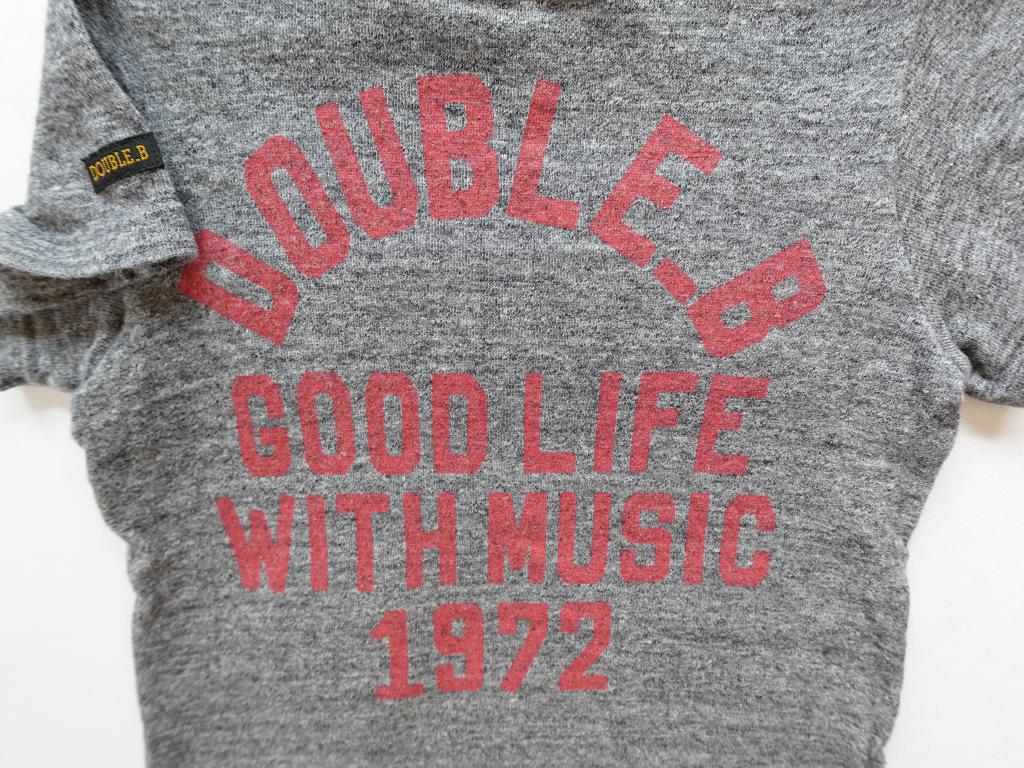 DOUBLE.B
DOUBLE.B
GOOD LIFE
WITH MUSIC
1972